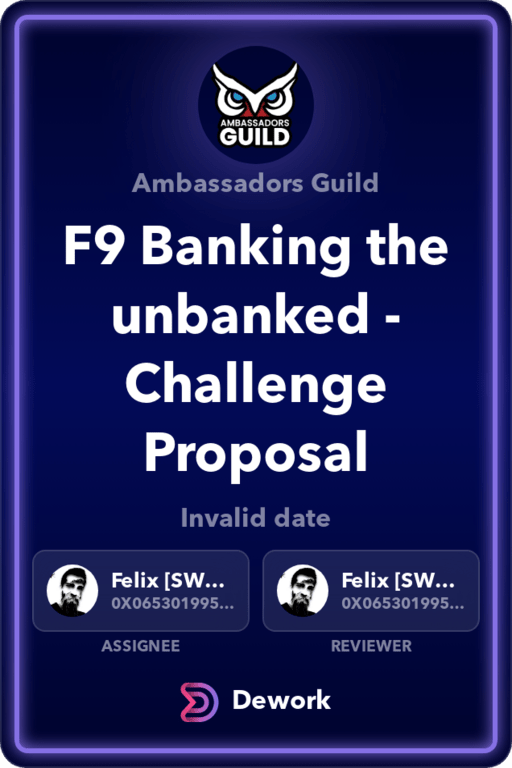 AMBASSADORS
GUILD
Ambassadors Guild
F9 Banking the
unbanked -
Challenge
Proposal
Invalid date
Felix [SW... Felix [SW...
0X065301995... 0X065301995...
ASSIGNEE REVIEWER
Dework